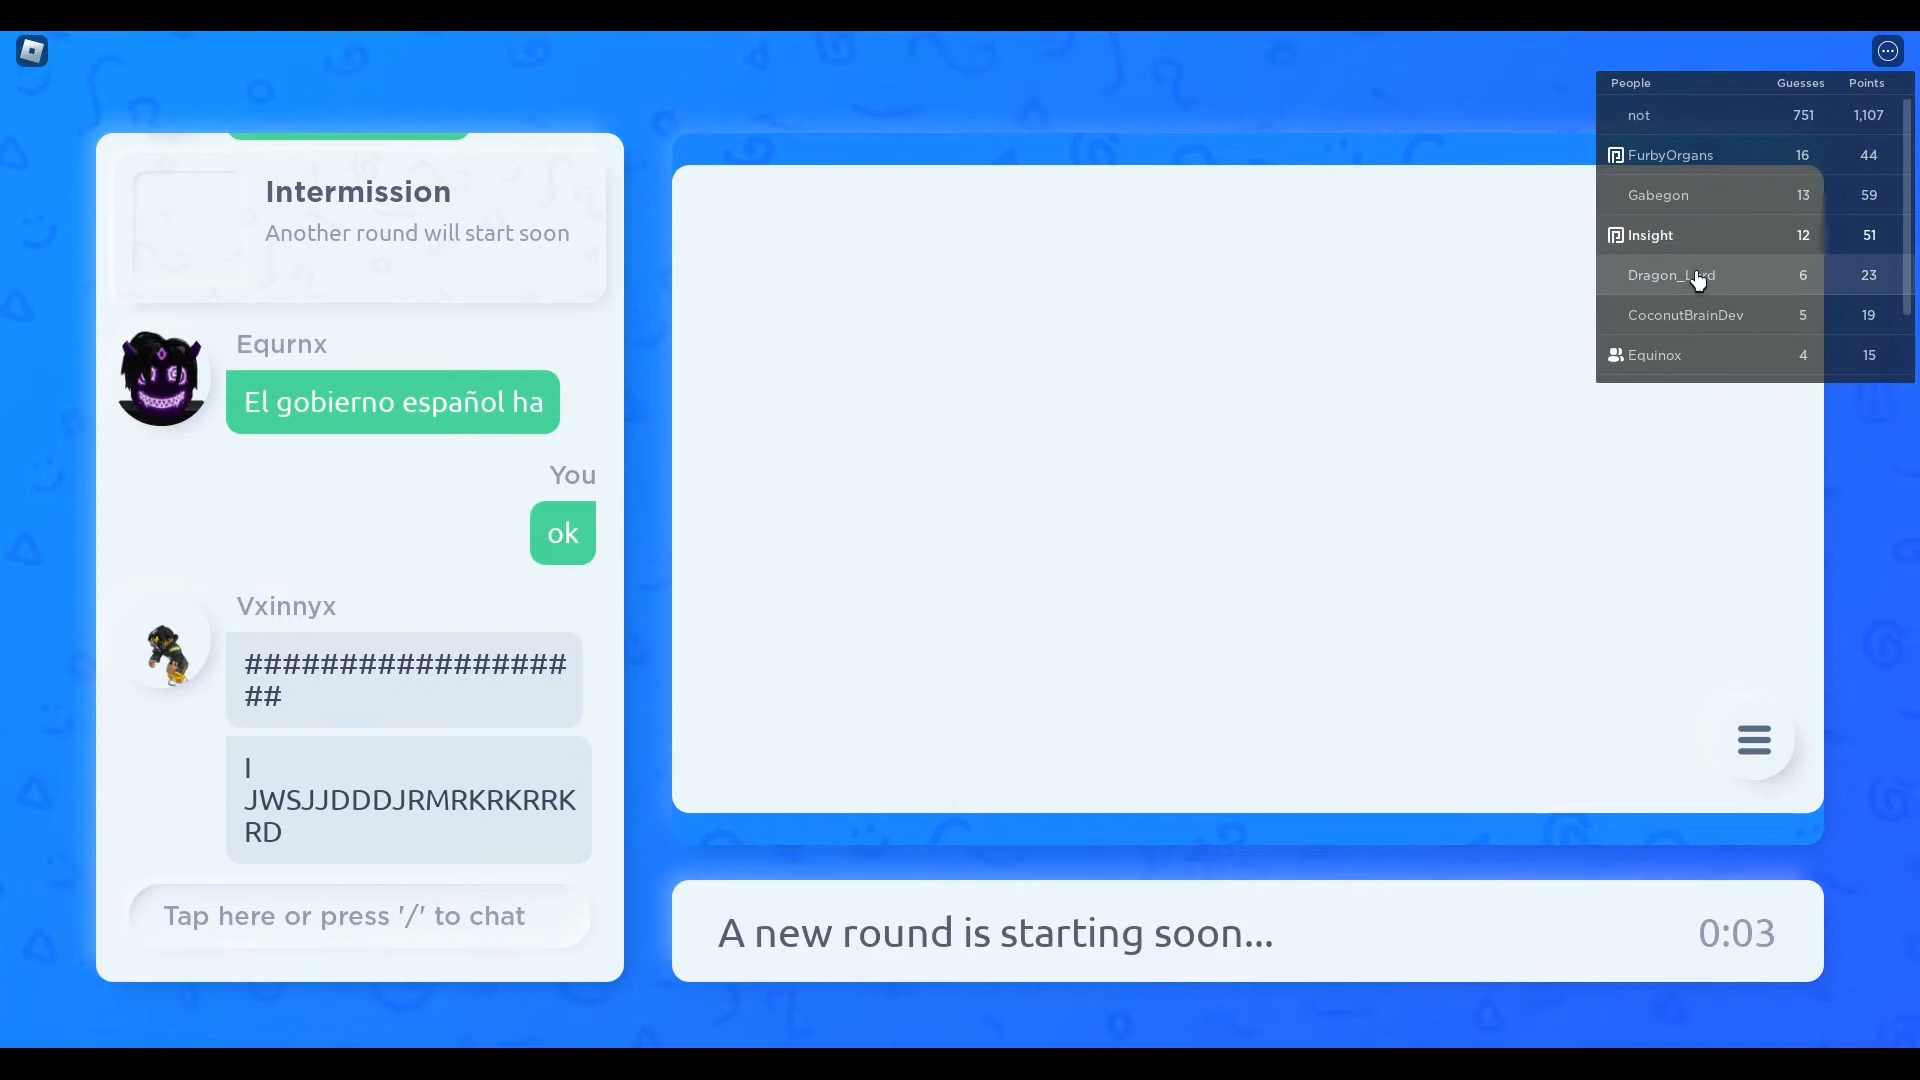 People Guesses Points
not 751 1,107
FurbyOrgans 16 44
Gabegon 13 59
Insight 12 51
Dragon_Lord 6 23
CoconutBrainDev 5 19
Equinox 4 15
Intermission
Another round will start soon
Equrnx
El gobierno español ha
You
ok
Vxinnyx
#################
##
I
JWSJJDDDJRMRKRKRRK
RD
Tap here or press '/' to chat
A new round is starting soon... 0:03